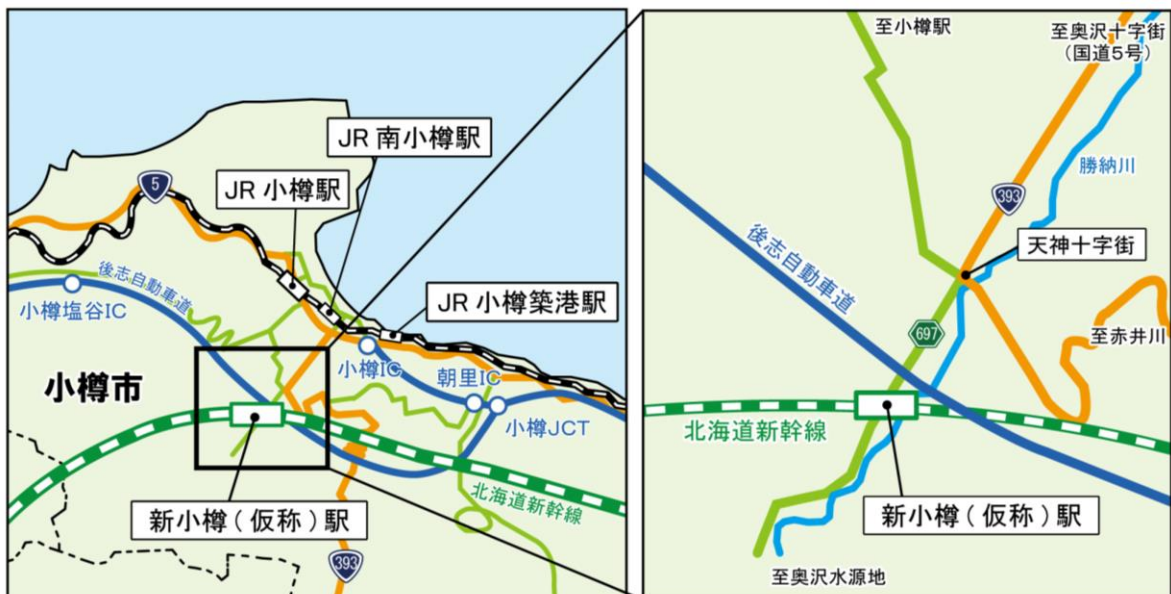 5
JR 南小樽駅
JR 小樽駅
後志自動車道
小樽塩谷IC
JR 小樽築港駅
小樽市
小樽IC
朝里IC
小樽JCT
北海道新幹線
新小樽(仮称)駅
393
至小樽駅
至奥沢十字街
(国道5号)
勝納川
393
天神十字街
後志自動車道
697
至赤井川
北海道新幹線
新小樽(仮称)駅
至奥沢水源地